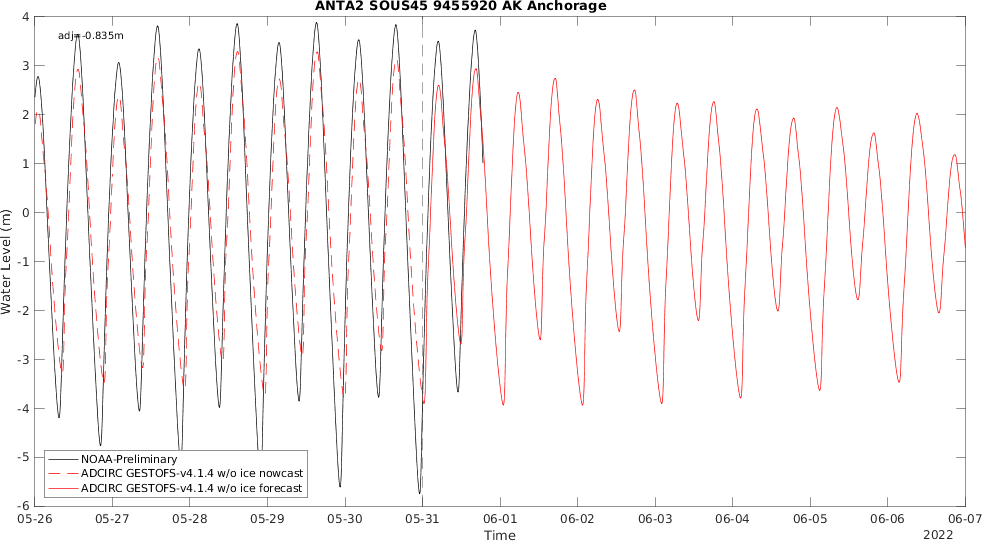 ANTA2 SOUS45 9455920 AK Anchorage
adj=-0.835m
4
3
2
1
0
-1
-2
-3
-4
-5
-6
Water Level (m)
NOAA-Preliminary
ADCIRC GESTOFS-v4.1.4 w/o ice nowcast
ADCIRC GESTOFS-v4.1.4 w/o ice forecast
05-26 05-27 05-28 05-29 05-30 05-31 06-01 06-02 06-03 06-04 06-05 06-06 06-07
Time
2022